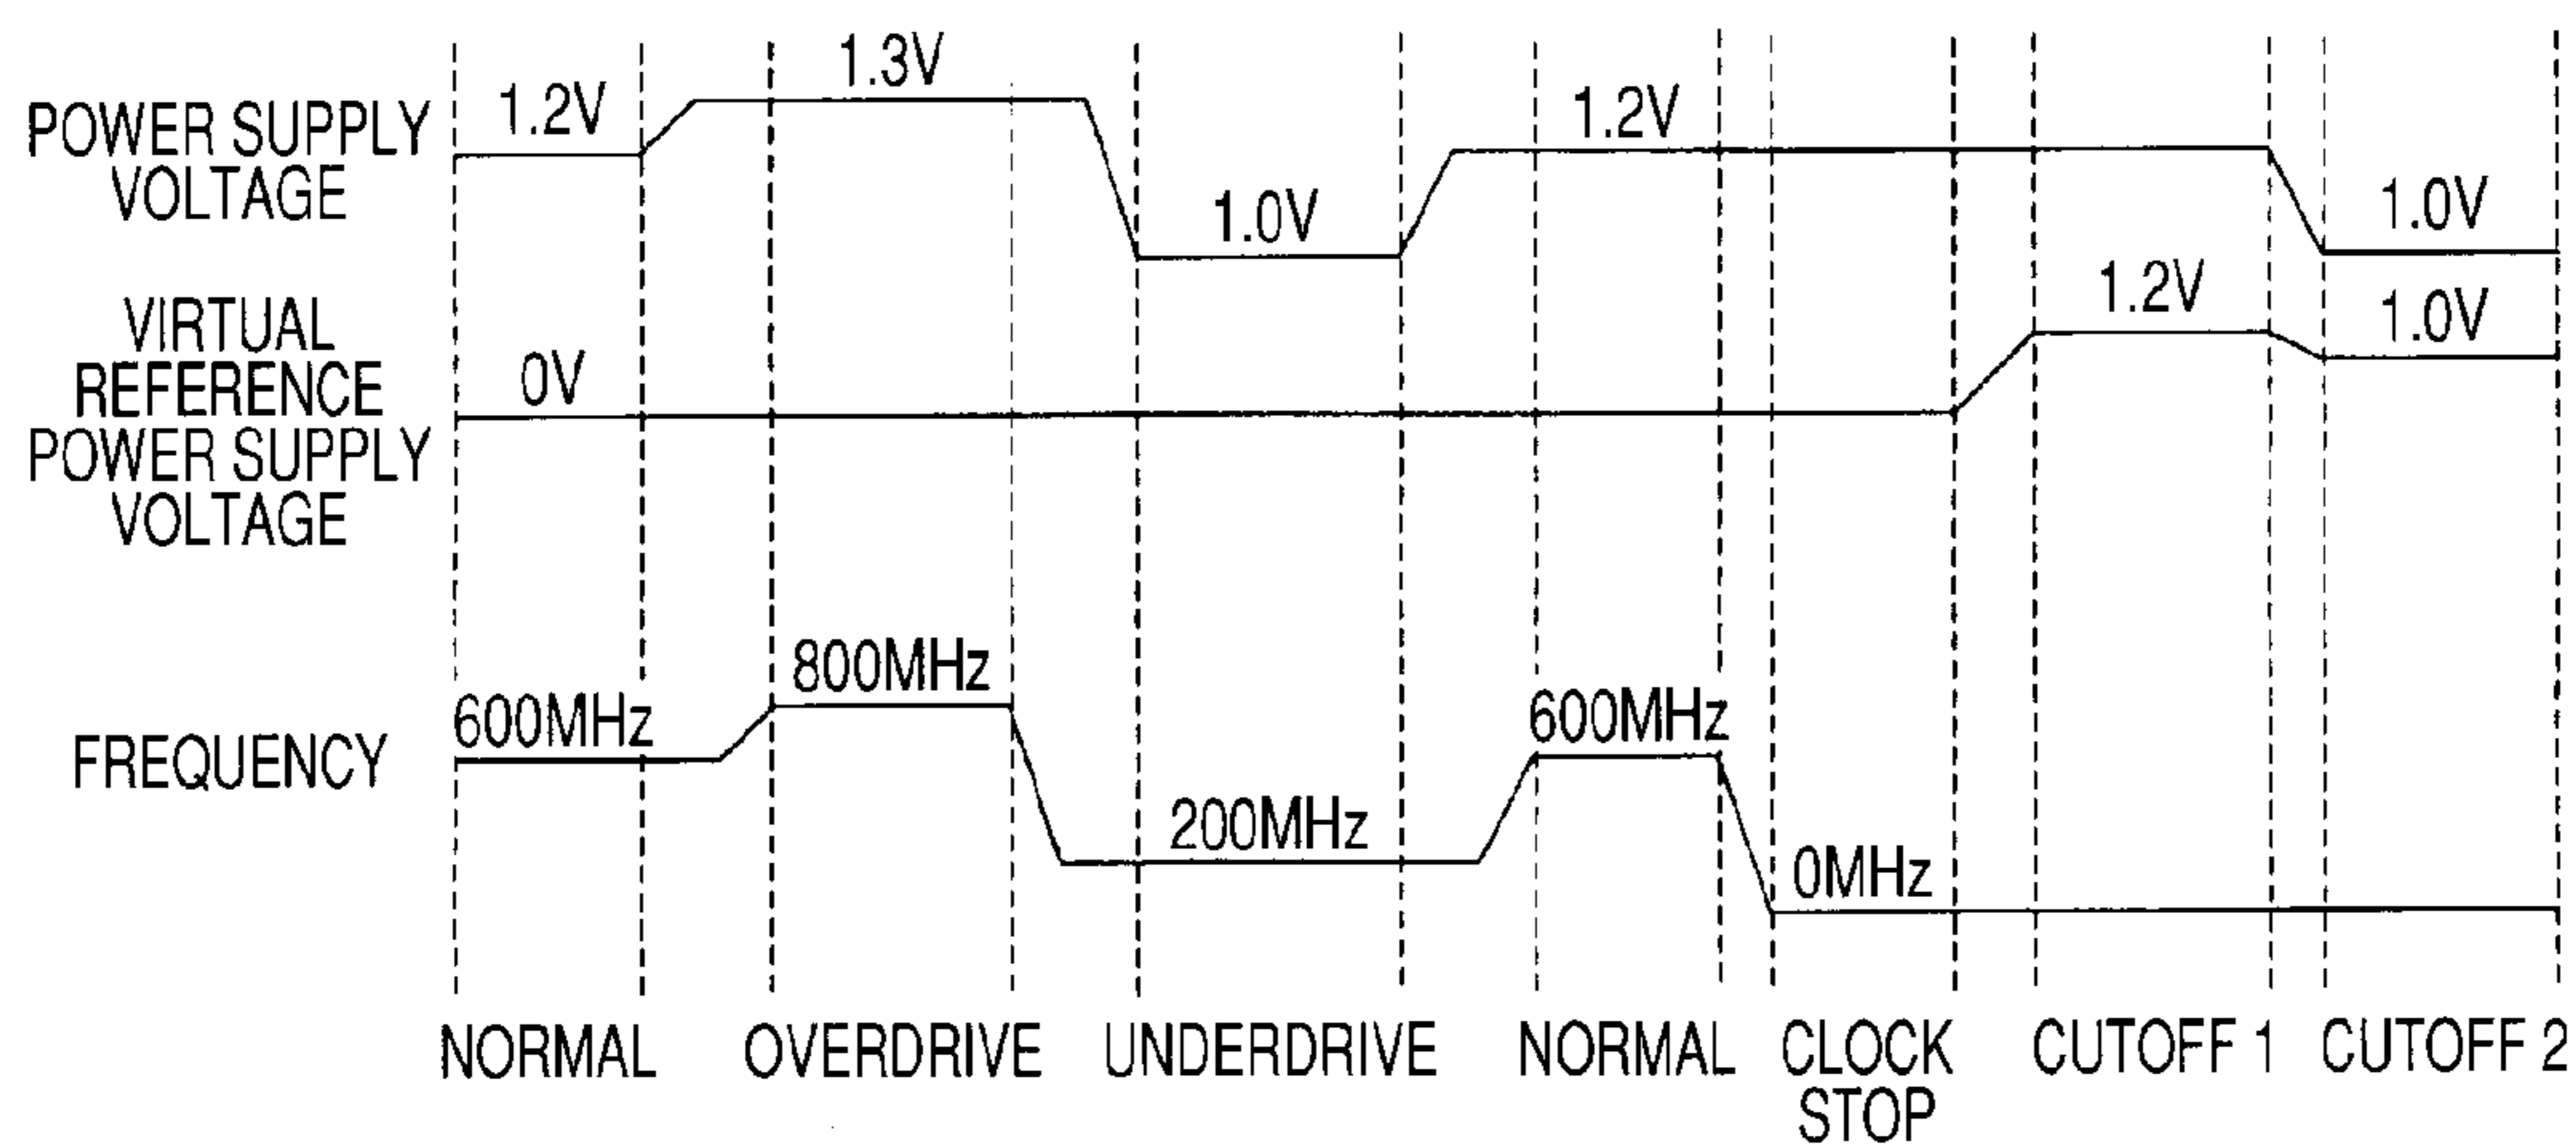 POWER SUPPLY
VOLTAGE
1.2V
1.3V
1.0V
1.2V
1.0V
VIRTUAL
REFERENCE
POWER SUPPLY
VOLTAGE
0V
1.2V
1.0V
FREQUENCY
600MHz
800MHz
200MHz
600MHz
0MHz
NORMAL
OVERDRIVE
UNDERDRIVE
NORMAL
CLOCK
STOP
CUTOFF 1
CUTOFF 2